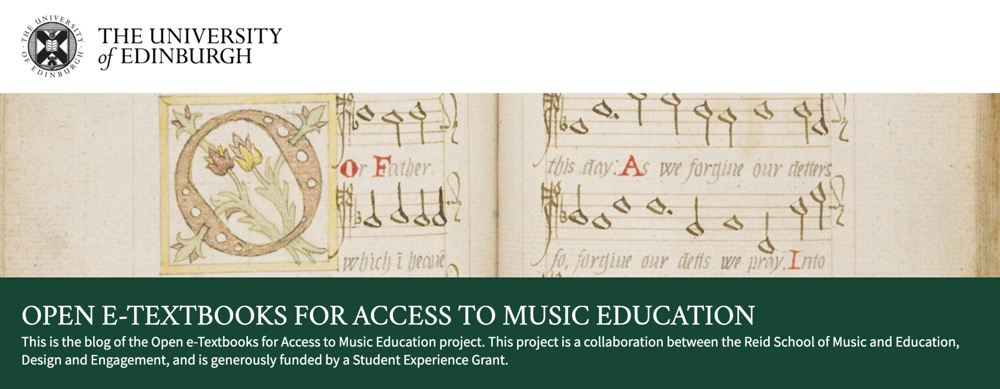 THE UNIVERSITY OF EDINBURGH
THE UNIVERSITY
of EDINBURGH
Or Father
which ī heauē
this day: As we forgiue our detters
so, forgiue our detts we pray. Into
OPEN E-TEXTBOOKS FOR ACCESS TO MUSIC EDUCATION
This is the blog of the Open e-Textbooks for Access to Music Education project. This project is a collaboration between the Reid School of Music and Education,
Design and Engagement, and is generously funded by a Student Experience Grant.